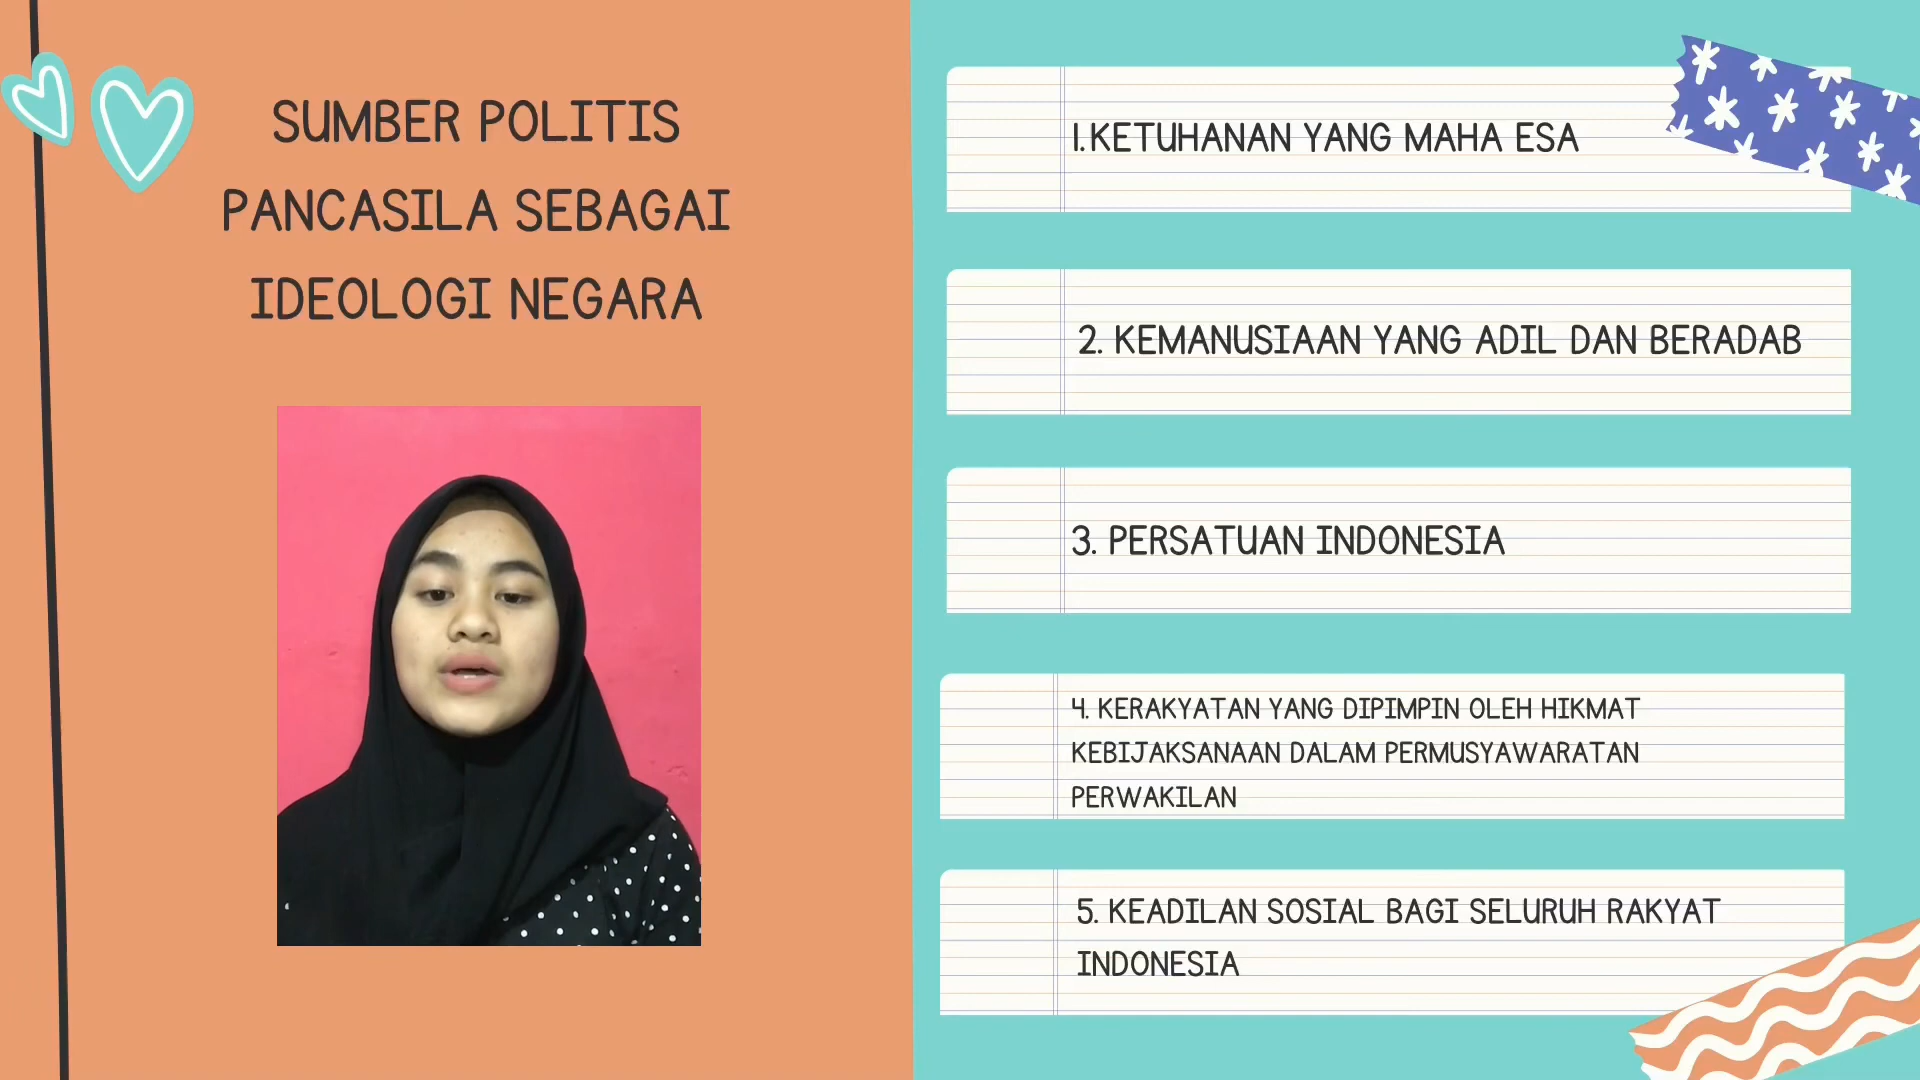 SUMBER POLITIS
PANCASILA SEBAGAI
IDEOLOGI NEGARA
1.KETUHANAN YANG MAHA ESA
2. KEMANUSIAAN YANG ADIL DAN BERADAB
3. PERSATUAN INDONESIA
4. KERAKYATAN YANG DIPIMPIN OLEH HIKMAT
KEBIJAKSANAAN DALAM PERMUSYAWARATAN
PERWAKILAN
5. KEADILAN SOSIAL BAGI SELURUH RAKYAT
INDONESIA